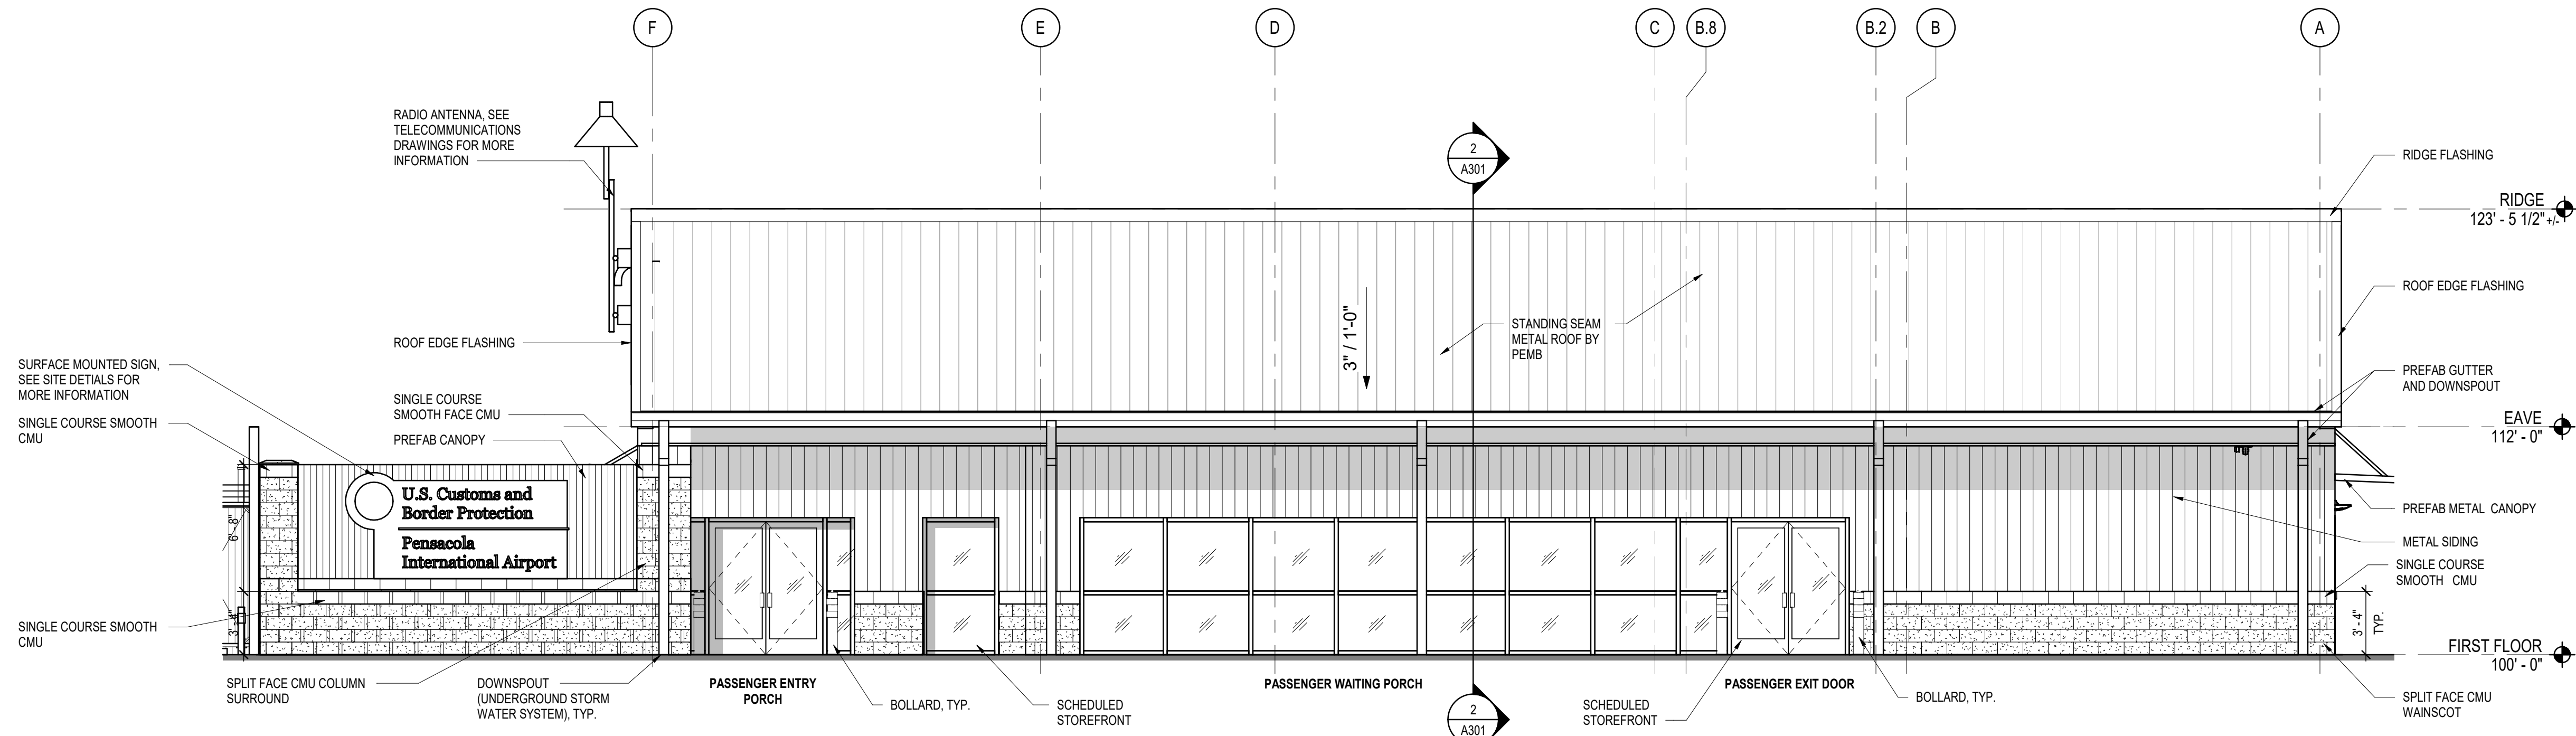 F
E
D
C
B.8
B.2
B
A
RADIO ANTENNA, SEE
TELECOMMUNICATIONS
DRAWINGS FOR MORE
INFORMATION
2
A301
RIDGE FLASHING
RIDGE
123' - 5 1/2" +/-
ROOF EDGE FLASHING
ROOF EDGE FLASHING
3" / 1'-0"
STANDING SEAM
METAL ROOF BY
PEMB
SURFACE MOUNTED SIGN,
SEE SITE DETIALS FOR
MORE INFORMATION
SINGLE COURSE SMOOTH
CMU
SINGLE COURSE
SMOOTH FACE CMU
PREFAB CANOPY
PREFAB GUTTER
AND DOWNSPOUT
EAVE
112' - 0"
U.S. Customs and
Border Protection
Pensacola
International Airport
6' - 8"
3' - 4"
PREFAB METAL CANOPY
METAL SIDING
SINGLE COURSE
SMOOTH CMU
3' - 4"
TYP.
SINGLE COURSE SMOOTH
CMU
FIRST FLOOR
100' - 0"
SPLIT FACE CMU COLUMN
SURROUND
DOWNSPOUT
(UNDERGROUND STORM
WATER SYSTEM), TYP.
PASSENGER ENTRY
PORCH
BOLLARD, TYP.
SCHEDULED
STOREFRONT
PASSENGER WAITING PORCH
2
A301
SCHEDULED
STOREFRONT
PASSENGER EXIT DOOR
BOLLARD, TYP.
SPLIT FACE CMU
WAINSCOT